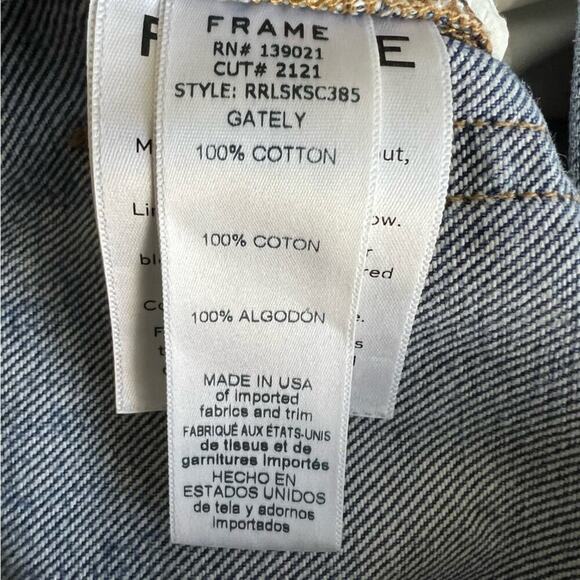 FRAME
RN# 139021
CUT# 2121
STYLE: RRLSKSC385
GATELY
100% COTTON
100% COTON
100% ALGODÓN
MADE IN USA
of imported
fabrics and trim
FABRIQUÉ AUX ÉTATS-UNIS
de tissus et de
garnitures importés
HECHO EN
ESTADOS UNIDOS
de tela y adornos
importados